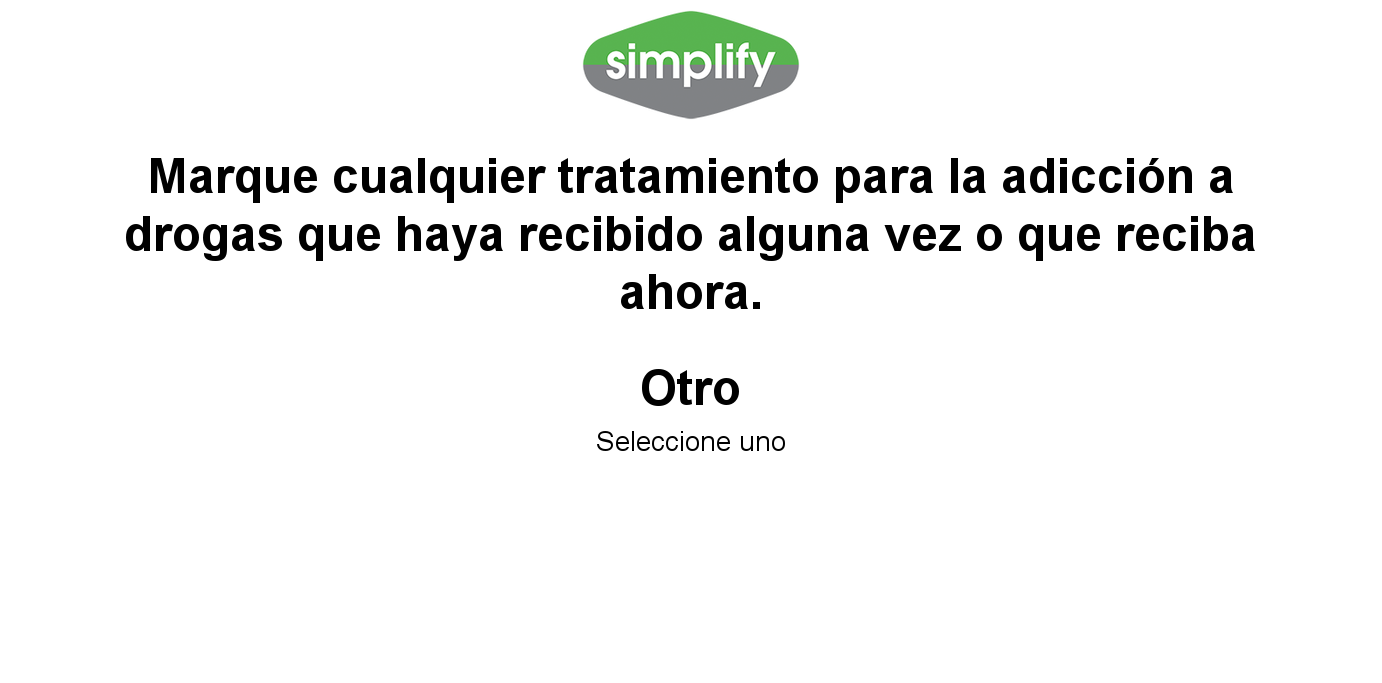 simplify
Marque cualquier tratamiento para la adicción a
drogas que haya recibido alguna vez o que reciba
ahora.
Otro
Seleccione uno